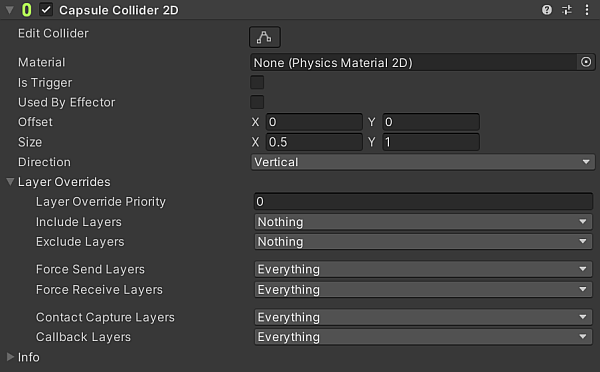 Capsule Collider 2D
Edit Collider
Material None (Physics Material 2D)
Is Trigger
Used By Effector
Offset X 0 Y 0
Size X 0.5 Y 1
Direction Vertical
Layer Overrides
Layer Override Priority 0
Include Layers Nothing
Exclude Layers Nothing
Force Send Layers Everything
Force Receive Layers Everything
Contact Capture Layers Everything
Callback Layers Everything
Info